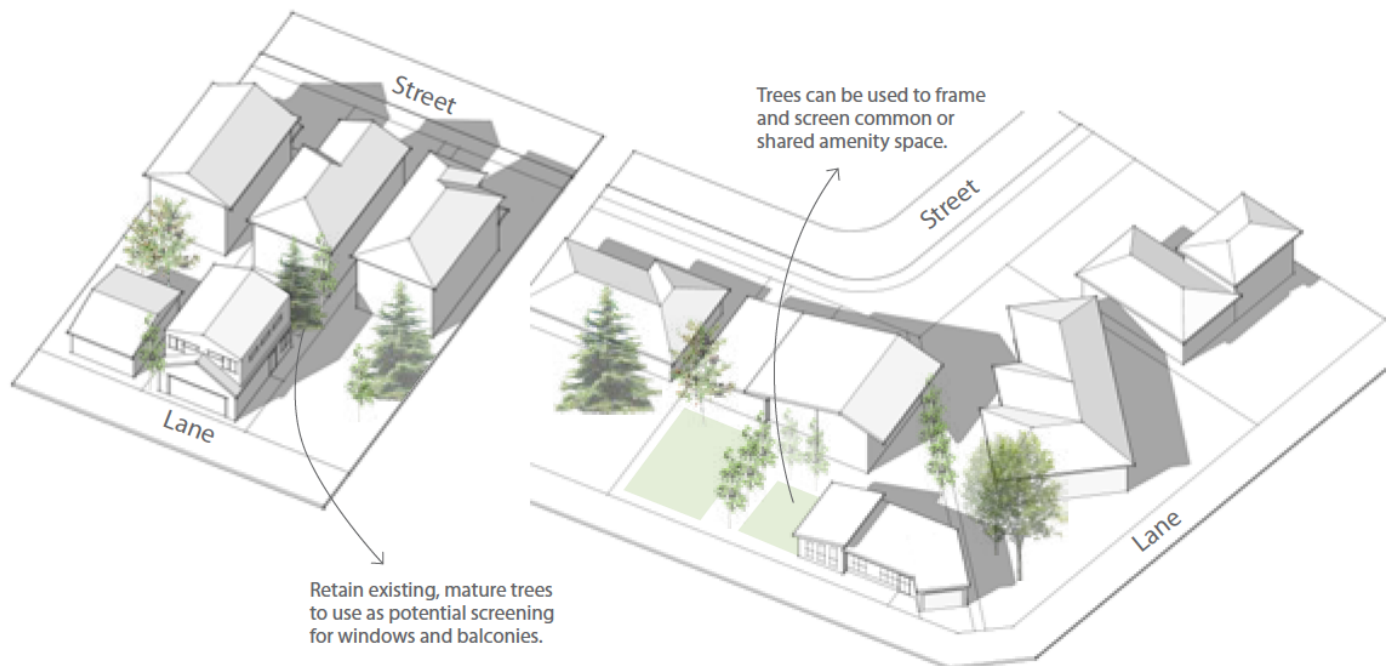 Street
Trees can be used to frame
and screen common or
shared amenity space.
Street
Lane
Lane
Retain existing, mature trees
to use as potential screening
for windows and balconies.